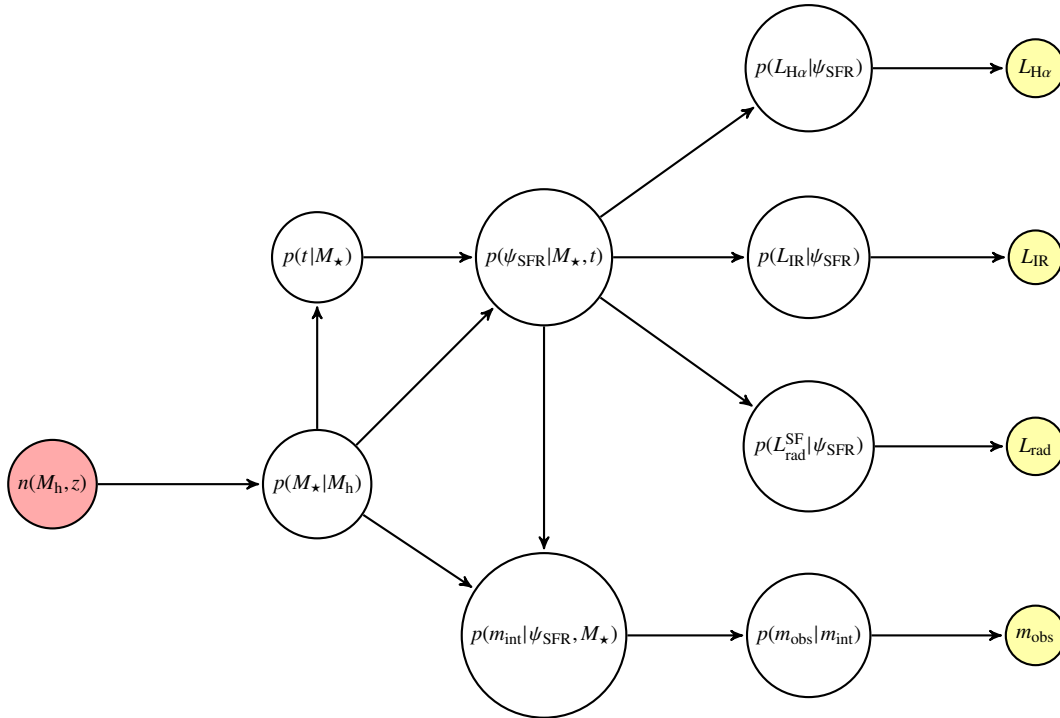 p(L_Hα|ψ_SFR)
L_Hα
p(t|M_⋆)
p(ψ_SFR|M_⋆, t)
p(L_IR|ψ_SFR)
L_IR
p(L_rad^SF|ψ_SFR)
L_rad
n(M_h, z)
p(M_⋆|M_h)
p(m_int|ψ_SFR, M_⋆)
p(m_obs|m_int)
m_obs